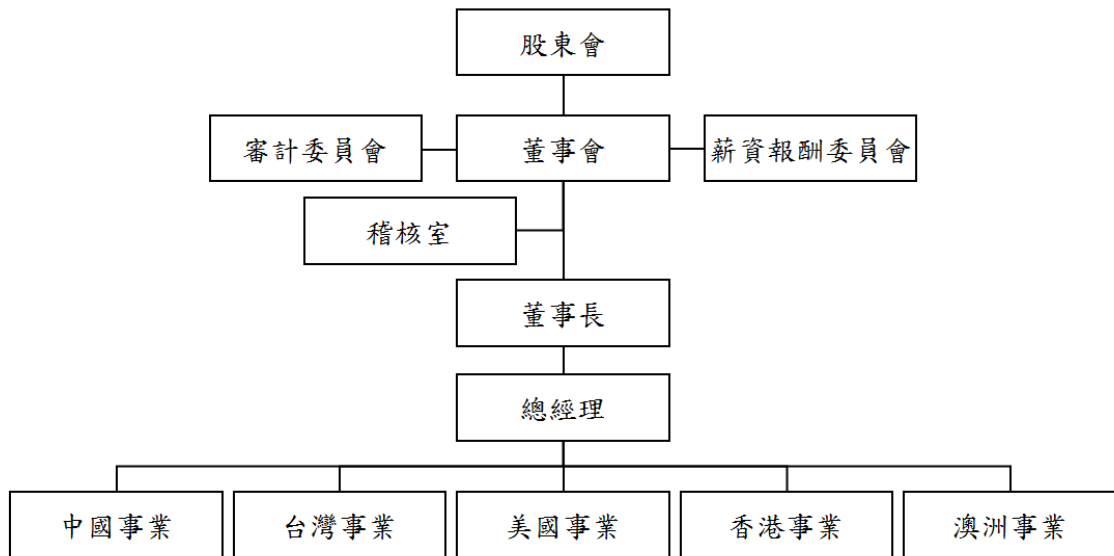 股東會
審計委員會
董事會
薪資報酬委員會
稽核室
董事長
總經理
中國事業
台灣事業
美國事業
香港事業
澳洲事業